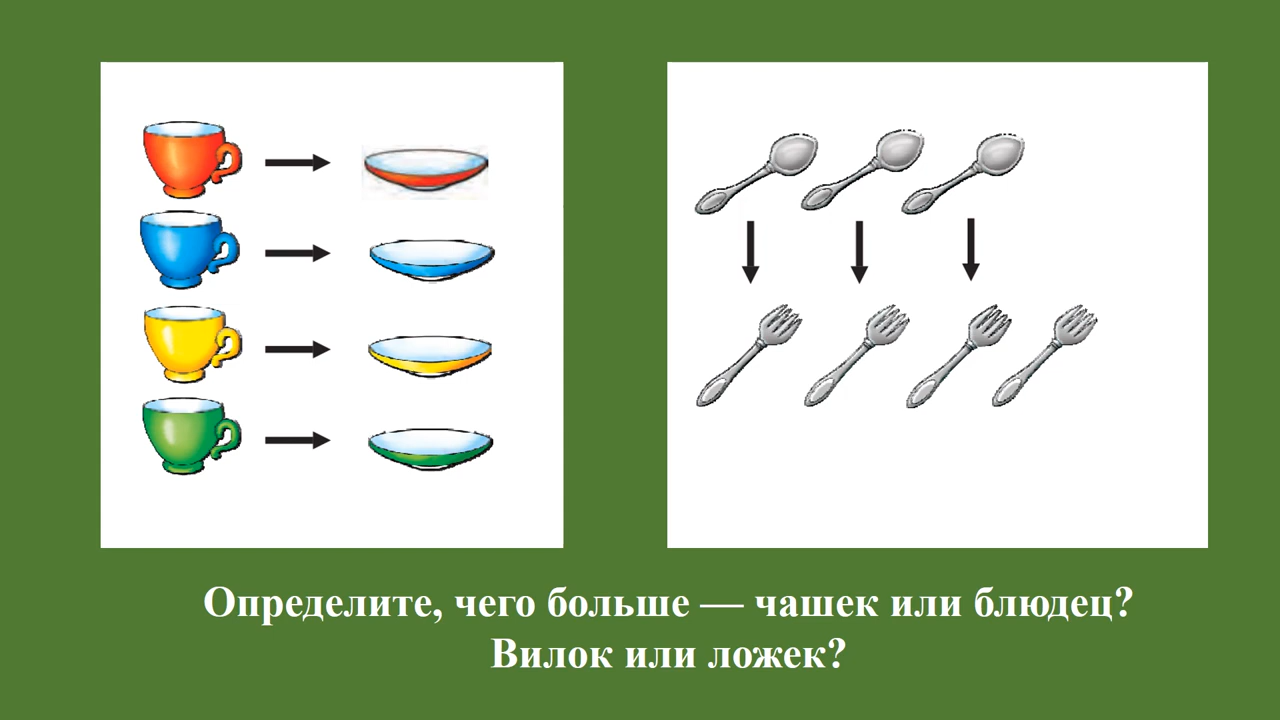 Определите, чего больше — чашек или блюдец?
Вилок или ложек?